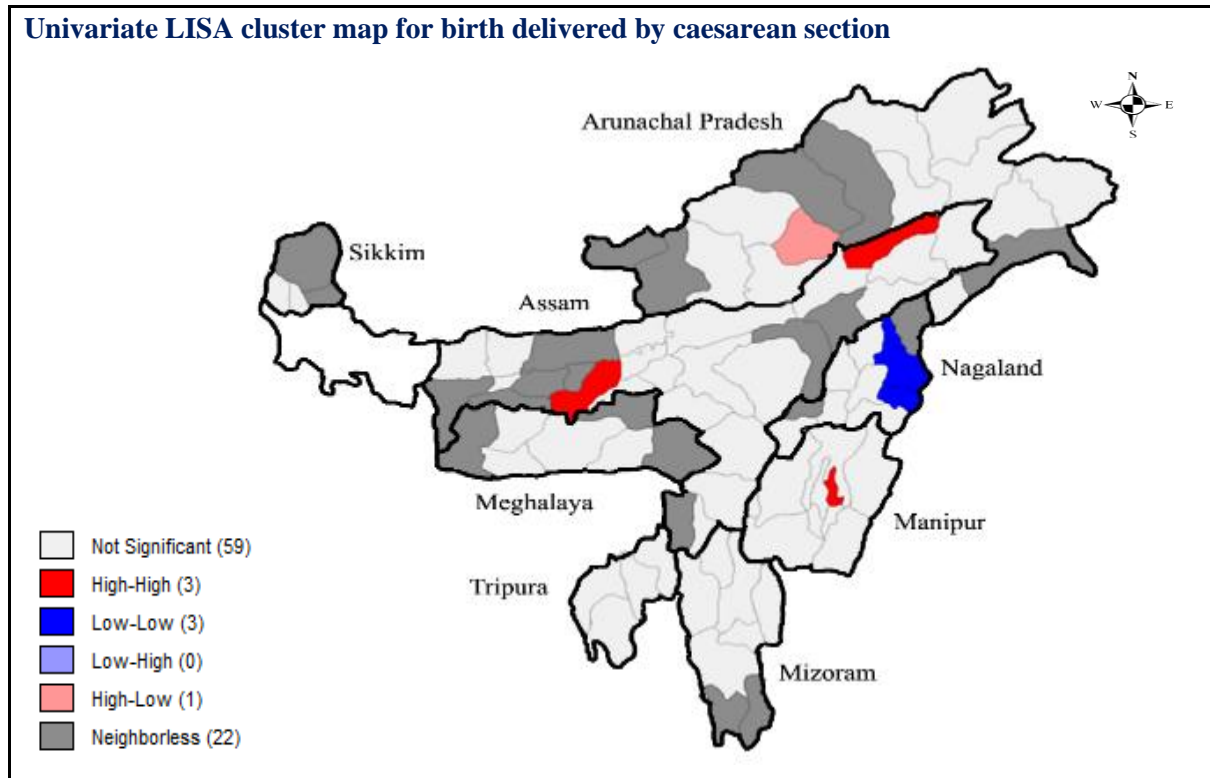 Univariate LISA cluster map for birth delivered by caesarean section
N
W E
S
Arunachal Pradesh
Sikkim
Assam
Nagaland
Meghalaya
Manipur
Tripura
Mizoram
Not Significant (59)
High-High (3)
Low-Low (3)
Low-High (0)
High-Low (1)
Neighborless (22)